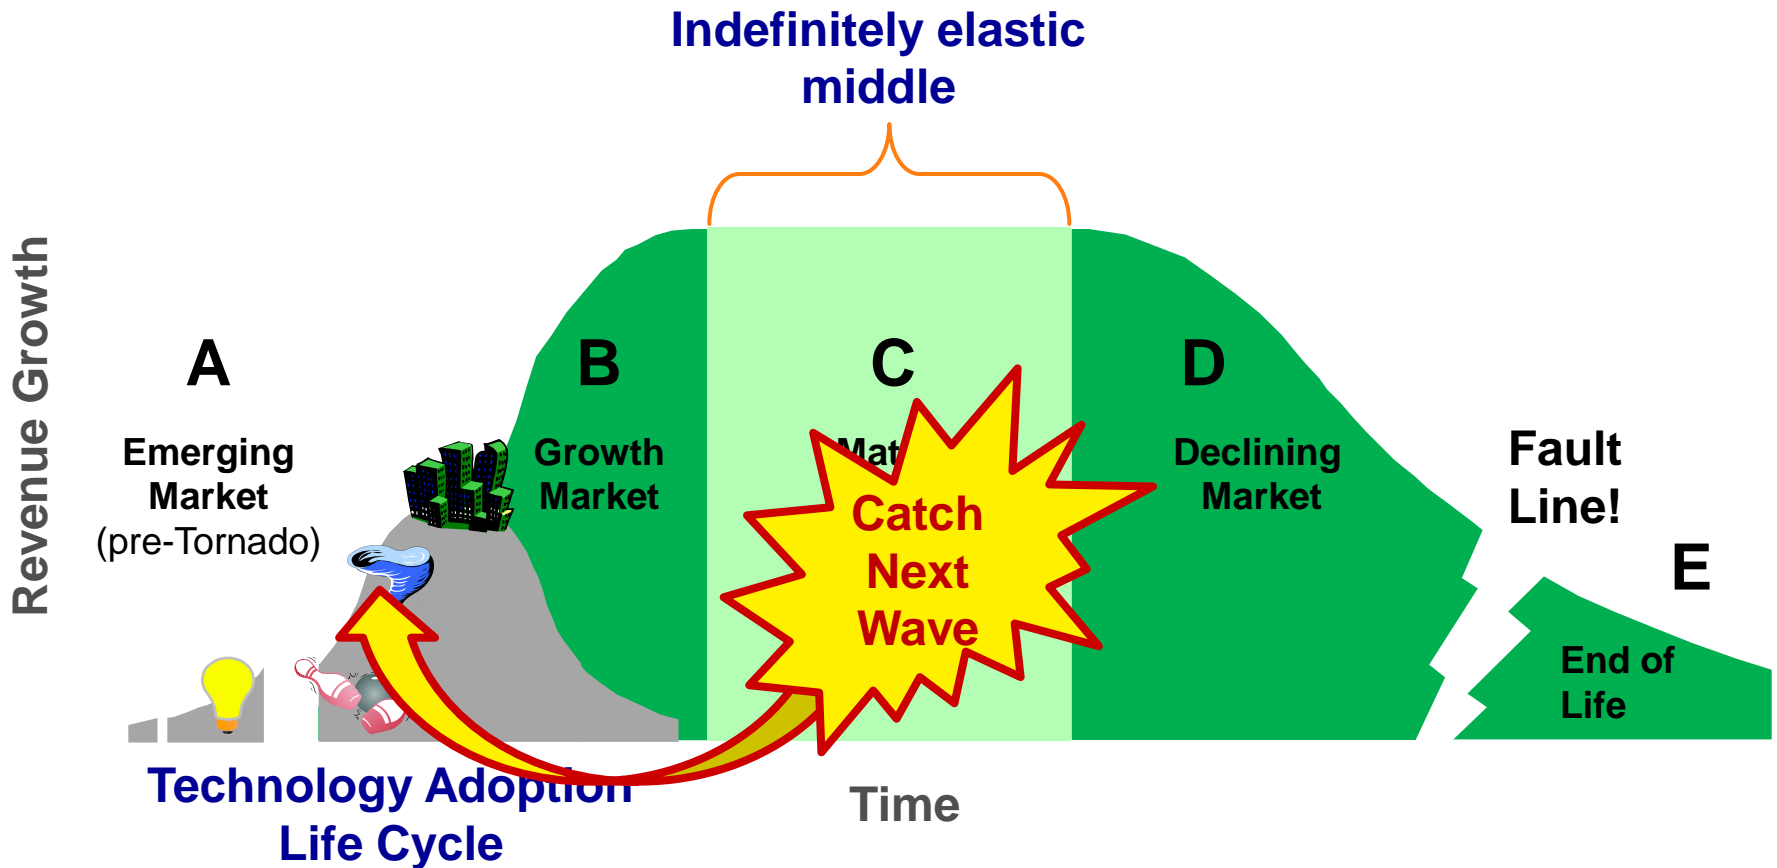 Indefinitely elastic
middle
Revenue Growth
A
Emerging
Market
(pre-Tornado)
B
Growth
Market
C
Catch
Next
Wave
D
Declining
Market
Fault
Line!
E
End of
Life
Technology Adoption
Life Cycle
Time